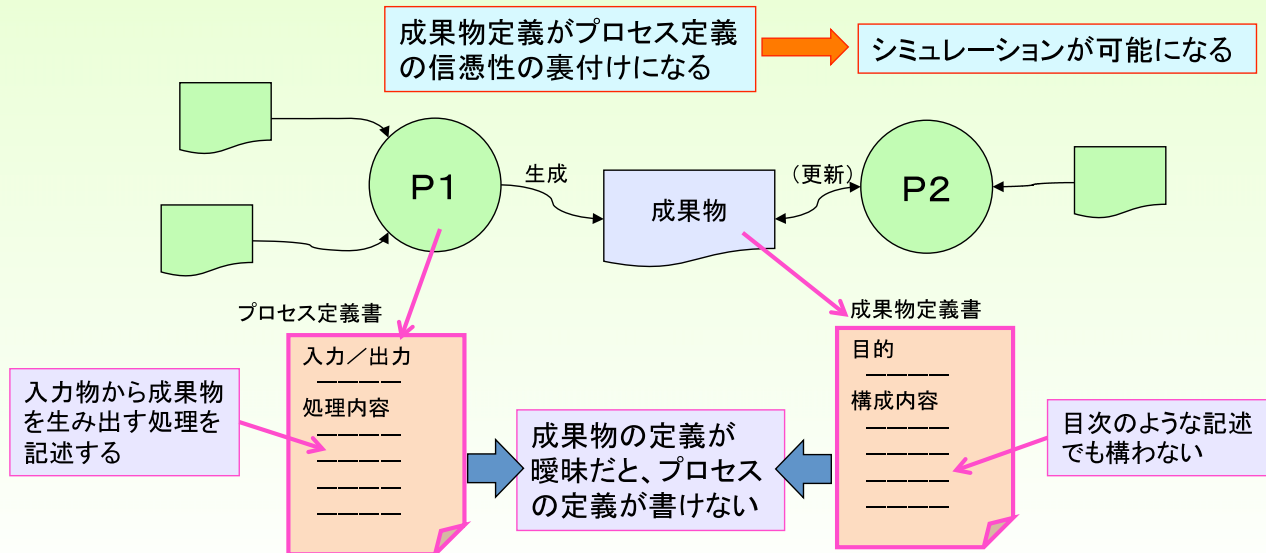 成果物定義がプロセス定義
の信憑性の裏付けになる
シミュレーションが可能になる
P1
生成
成果物
(更新)
P2
プロセス定義書
入力／出力
————
処理内容
————
————
————
————
入力物から成果物
を生み出す処理を
記述する
成果物の定義が
曖昧だと、プロセス
の定義が書けない
成果物定義書
目的
————
構成内容
————
————
————
————
目次のような記述
でも構わない